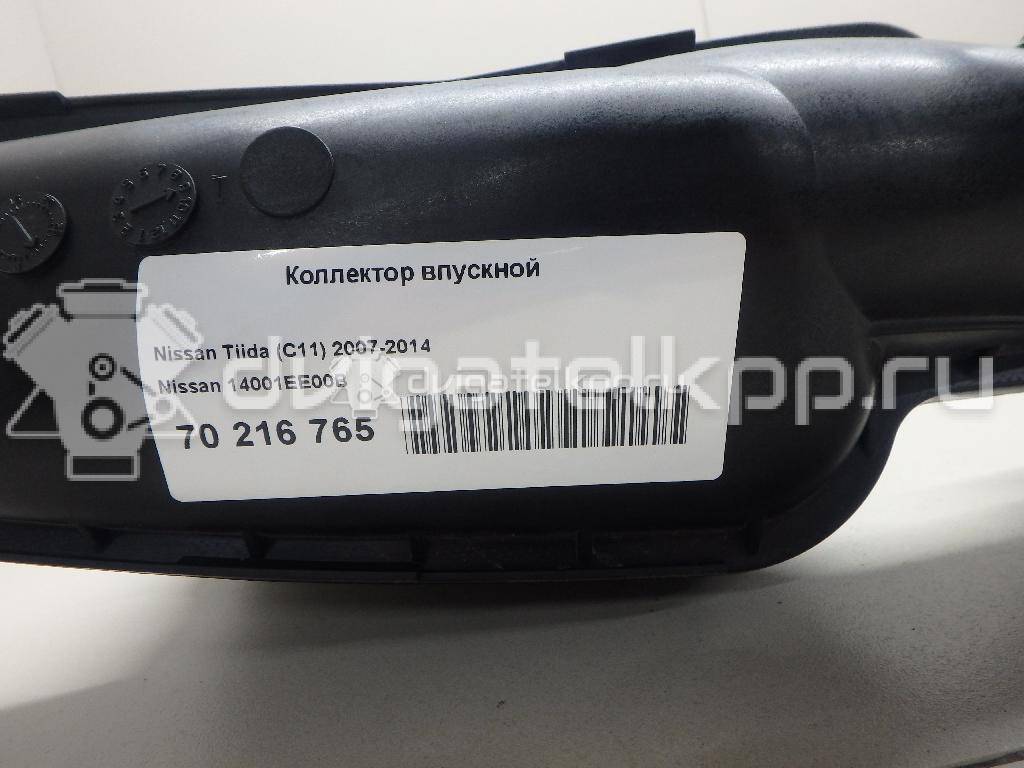 Коллектор впускной
Nissan Tiida (C11) 2007-2014
Nissan 14001EE00B
70 216 765
dvigatelkpp.ru
T